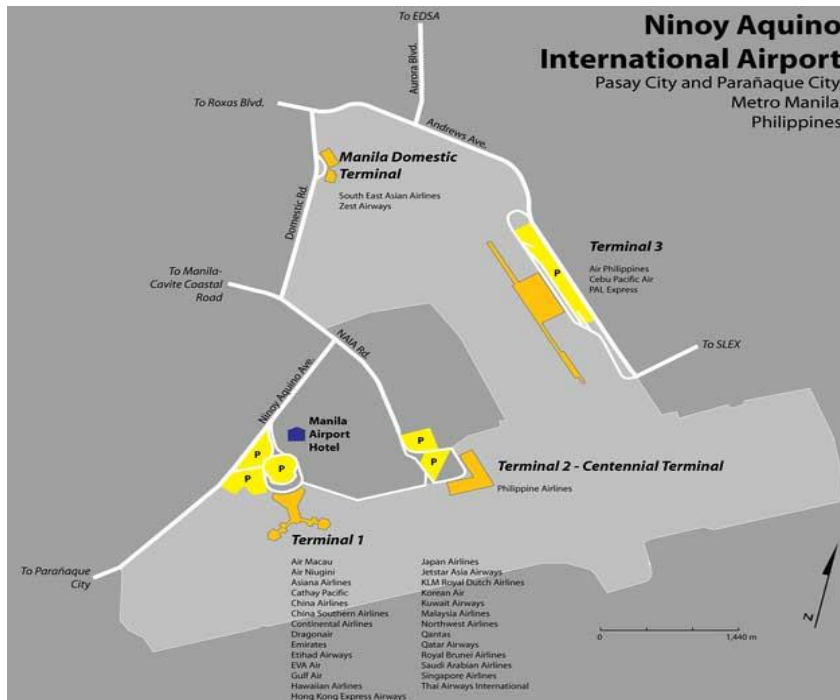 Ninoy Aquino
International Airport
Pasay City and Parañaque City
Metro Manila
Philippines
To EDSA
Aurora Blvd.
To Roxas Blvd.
Andrews Ave.
Manila Domestic
Terminal
South East Asian Airlines
Zest Airways
Domestic Rd.
Terminal 3
Air Philippines
Cebu Pacific Air
PAL Express
P
To Manila-
Cavite Coastal
Road
NAIA Rd.
To SLEX
Ninoy Aquino Ave.
Manila
Airport
Hotel
P
P
P
P
P
Terminal 2 - Centennial Terminal
Philippine Airlines
Terminal 1
Air Macau
Air Niugini
Asiana Airlines
Cathay Pacific
China Airlines
China Southern Airlines
Continental Airlines
Dragonair
Emirates
Etihad Airways
EVA Air
Gulf Air
Hawaiian Airlines
Hong Kong Express Airways
Japan Airlines
Jetstar Asia Airways
KLM Royal Dutch Airlines
Korean Air
Kuwait Airways
Malaysia Airlines
Northwest Airlines
Qantas
Qatar Airways
Royal Brunei Airlines
Saudi Arabian Airlines
Singapore Airlines
Thai Airways International
To Parañaque
City
0
1,440 m
N